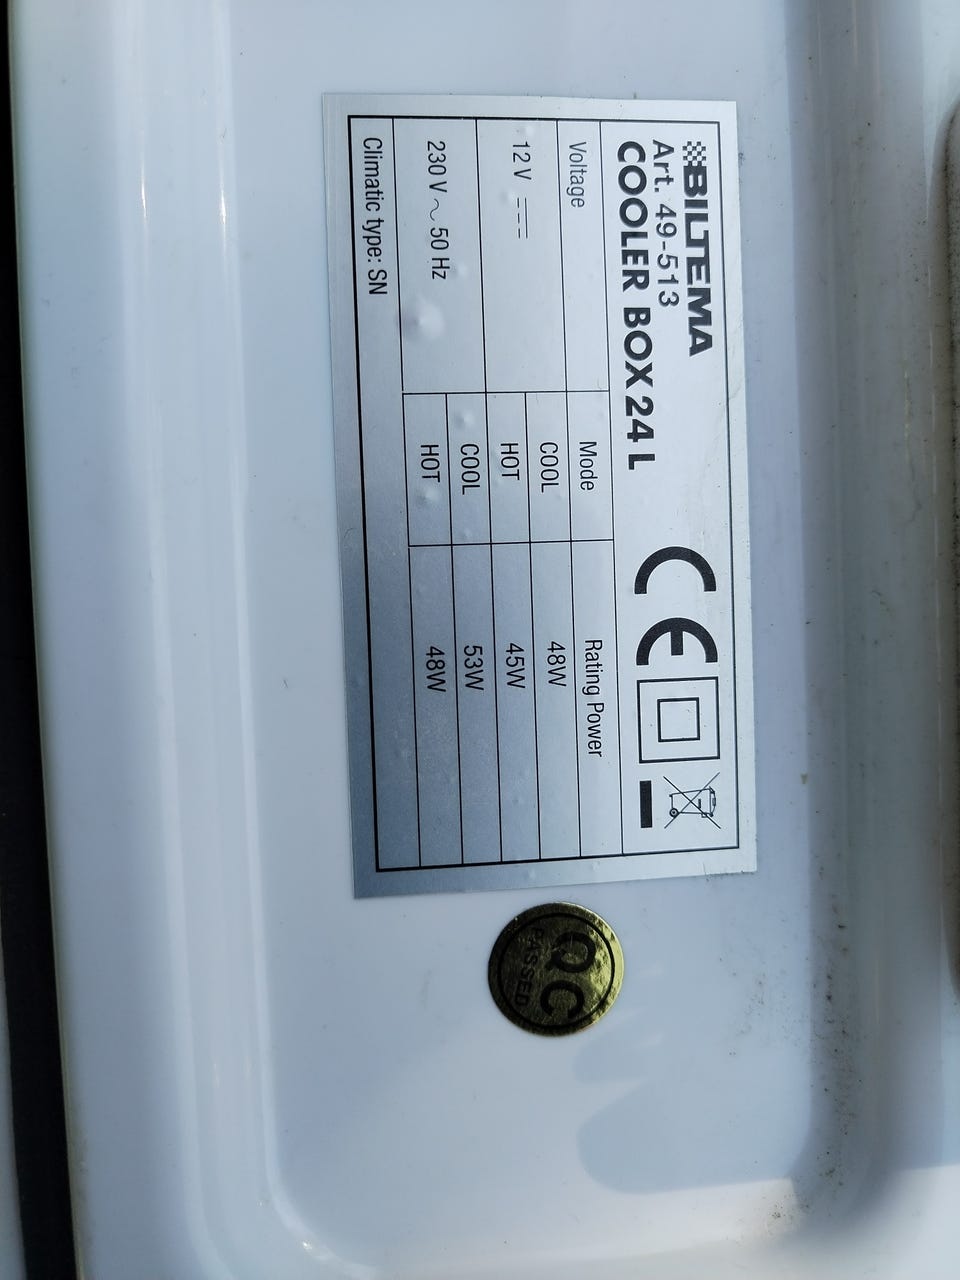 BILTEMA
Art. 49-513
COOLER BOX 24 L
CE
Voltage Mode Rating Power
12 V ⎓ COOL 48W
HOT 45W
230 V ~ 50 Hz COOL 53W
HOT 48W
Climatic type: SN
QC
PASSED